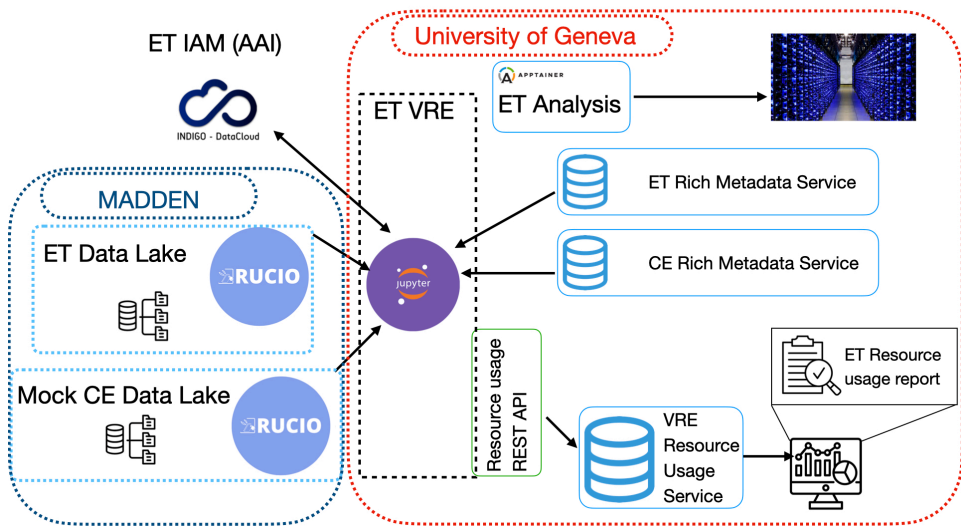 ET IAM (AAI)
INDIGO - DataCloud
University of Geneva
APPTAINER
ET Analysis
ET VRE
MADDEN
ET Data Lake
RUCIO
Mock CE Data Lake
RUCIO
jupyter
ET Rich Metadata Service
CE Rich Metadata Service
Resource usage
REST API
VRE
Resource
Usage
Service
ET Resource
usage report